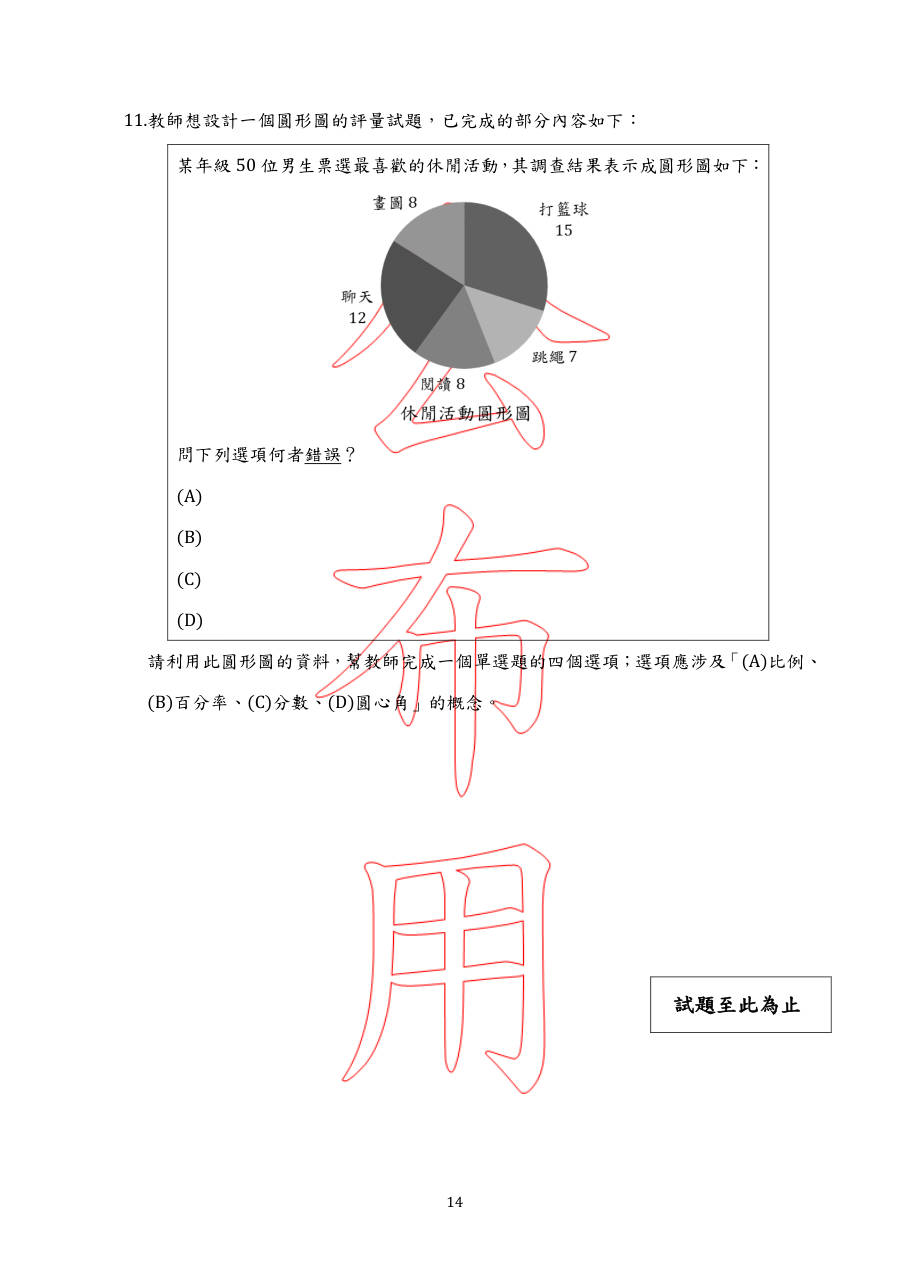 11.教師想設計一個圓形圖的評量試題，已完成的部分內容如下：
某年級 50 位男生票選最喜歡的休閒活動，其調查結果表示成圓形圖如下：
畫圖 8
打籃球
15
聊天
12
跳繩 7
閱讀 8
休閒活動圓形圖
問下列選項何者錯誤？
(A)
(B)
(C)
(D)
請利用此圓形圖的資料，幫教師完成一個單選題的四個選項；選項應涉及「(A)比例、
(B)百分率、(C)分數、(D)圓心角」的概念。
公
布
用
試題至此為止
14